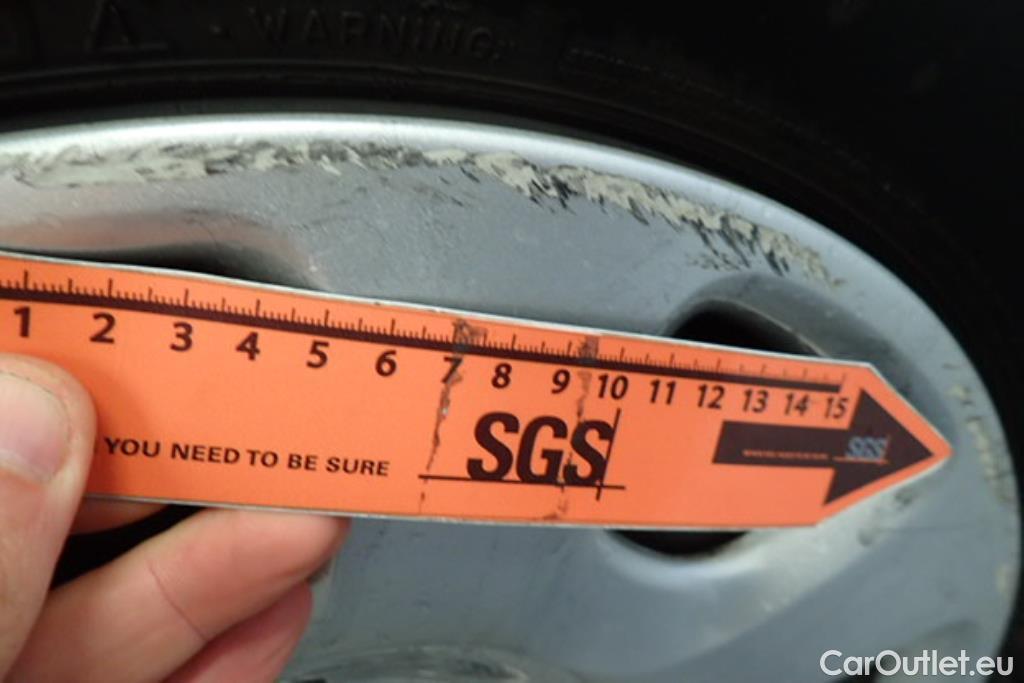 WARNING:
1 2 3 4 5 6 7 8 9 10 11 12 13 14 15
YOU NEED TO BE SURE
SGS
SGS
CarOutlet.eu